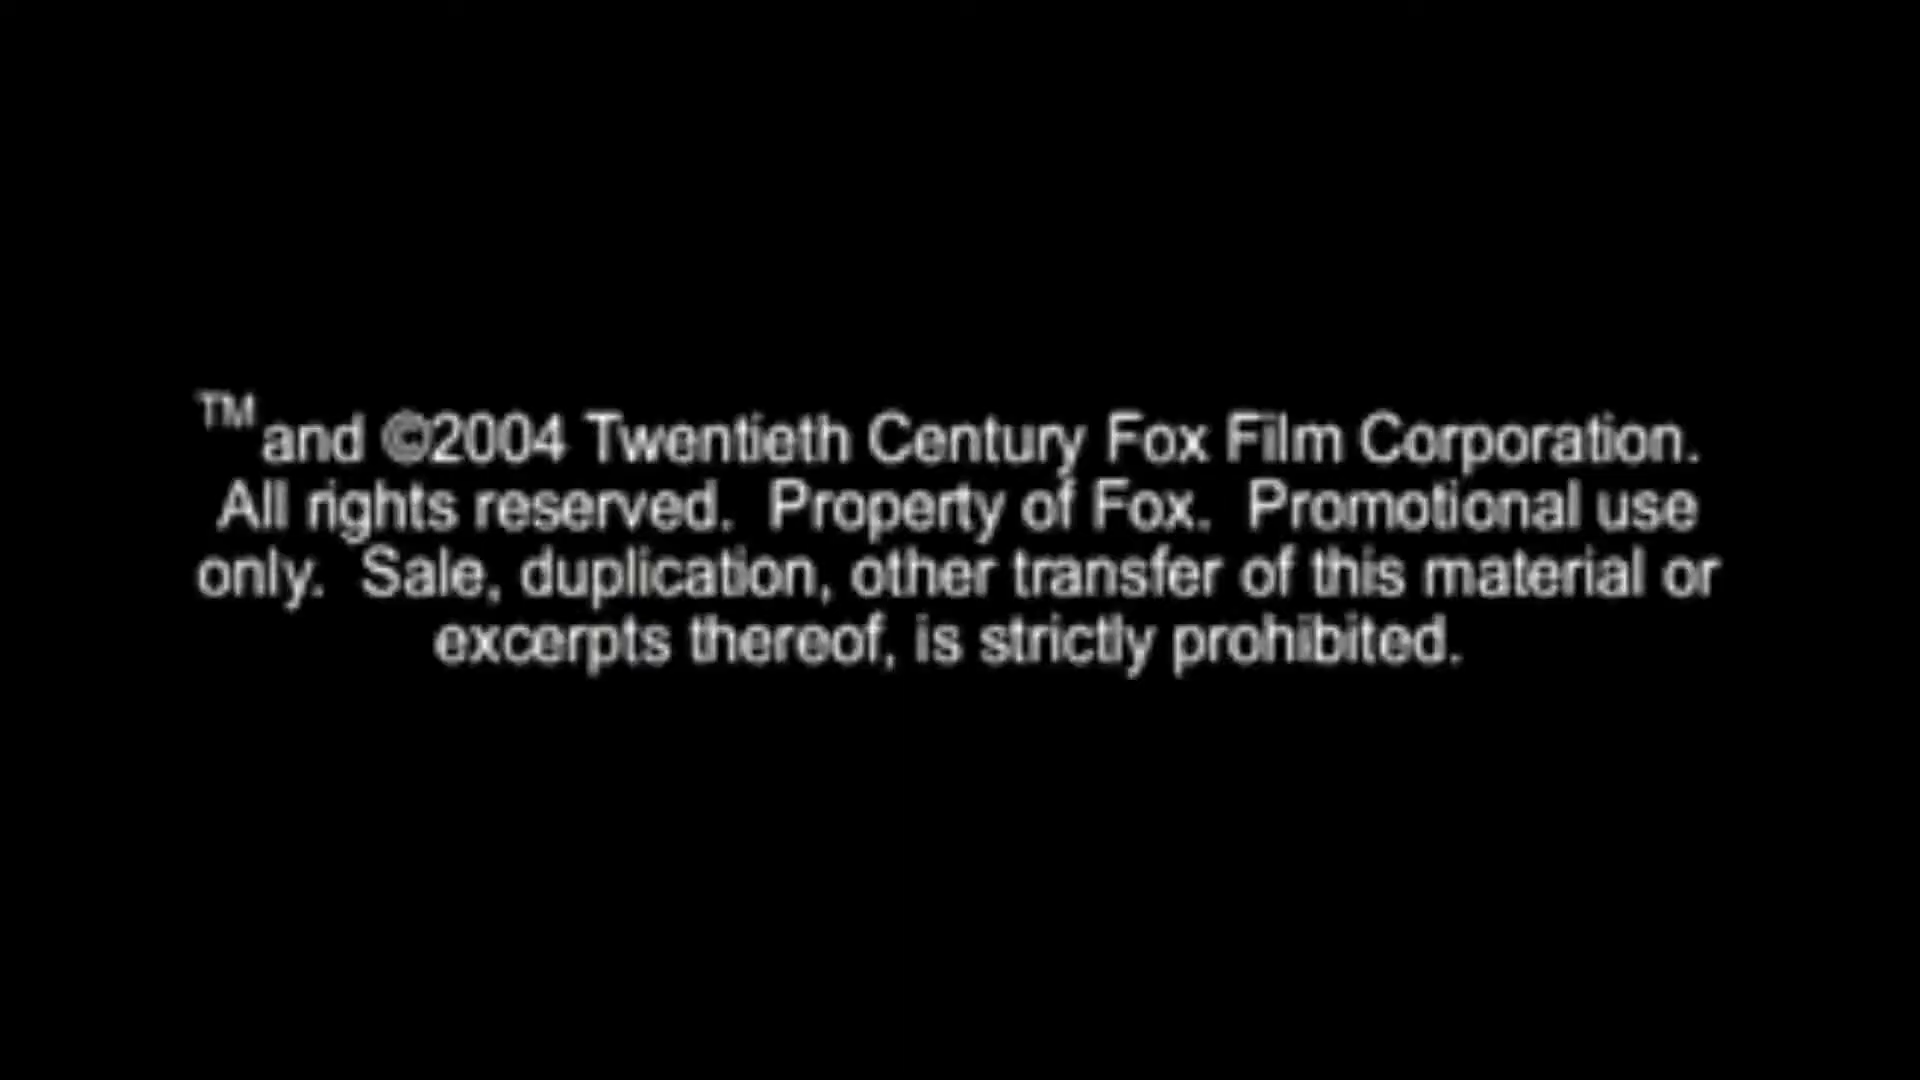 ™ and ©2004 Twentieth Century Fox Film Corporation.
All rights reserved.  Property of Fox.  Promotional use
only.  Sale, duplication, other transfer of this material or
excerpts thereof, is strictly prohibited.